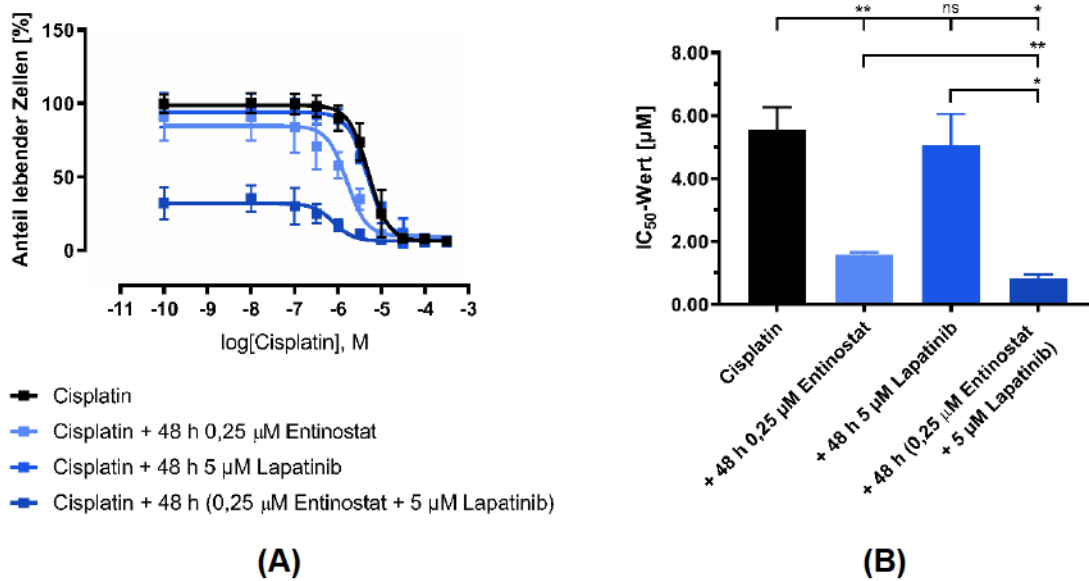 Anteil lebender Zellen [%]
150
100
50
0
-11 -10 -9 -8 -7 -6 -5 -4 -3 -2
log[Cisplatin], M
Cisplatin
Cisplatin + 48 h 0,25 µM Entinostat
Cisplatin + 48 h 5 µM Lapatinib
Cisplatin + 48 h (0,25 µM Entinostat + 5 µM Lapatinib)
(A)
** ns *
**
*
IC50-Wert [µM]
8.00
6.00
4.00
2.00
0.00
Cisplatin
+ 48 h 0,25 µM Entinostat
+ 48 h 5 µM Lapatinib
+ 48 h (0,25 µM Entinostat
+ 5 µM Lapatinib)
(B)